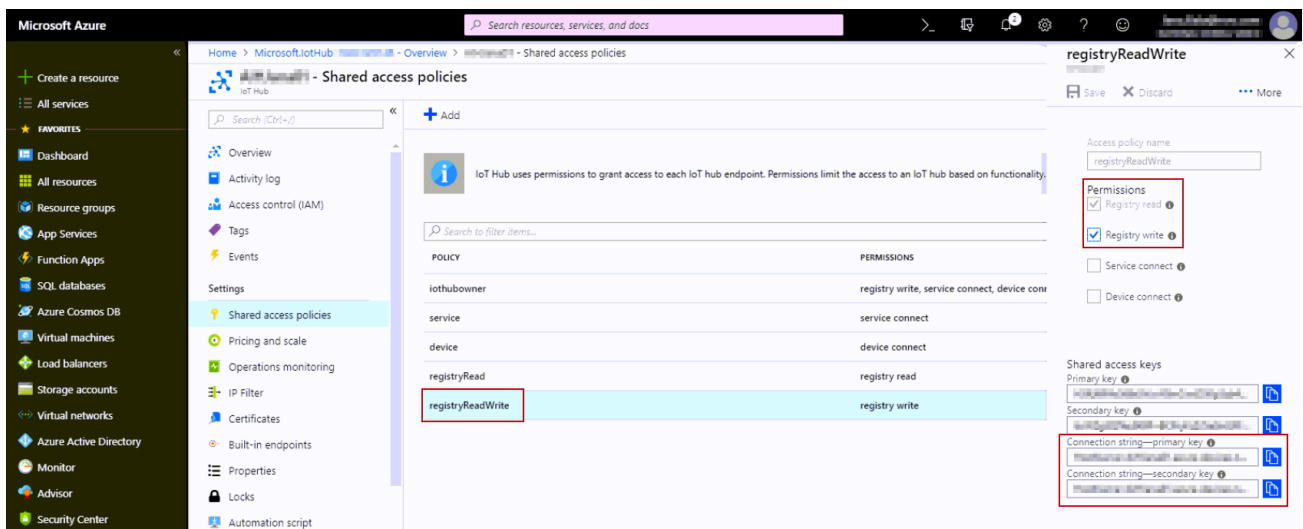 Microsoft Azure
Search resources, services, and docs
2
Create a resource
All services
FAVORITES
Dashboard
All resources
Resource groups
App Services
Function Apps
SQL databases
Azure Cosmos DB
Virtual machines
Load balancers
Storage accounts
Virtual networks
Azure Active Directory
Monitor
Advisor
Security Center
Home > Microsoft.IotHub - Overview > - Shared access policies
- Shared access policies
IoT Hub
Search (Ctrl+/)
Overview
Activity log
Access control (IAM)
Tags
Events
Settings
Shared access policies
Pricing and scale
Operations monitoring
IP Filter
Certificates
Built-in endpoints
Properties
Locks
Automation script
Add
IoT Hub uses permissions to grant access to each IoT hub endpoint. Permissions limit the access to an IoT hub based on functionality.
Search to filter items...
POLICY PERMISSIONS
iothubowner registry write, service connect, device conn
service service connect
device device connect
registryRead registry read
registryReadWrite registry write
registryReadWrite
Save Discard More
Access policy name
registryReadWrite
Permissions
Registry read
Registry write
Service connect
Device connect
Shared access keys
Primary key
Secondary key
Connection string—primary key
Connection string—secondary key